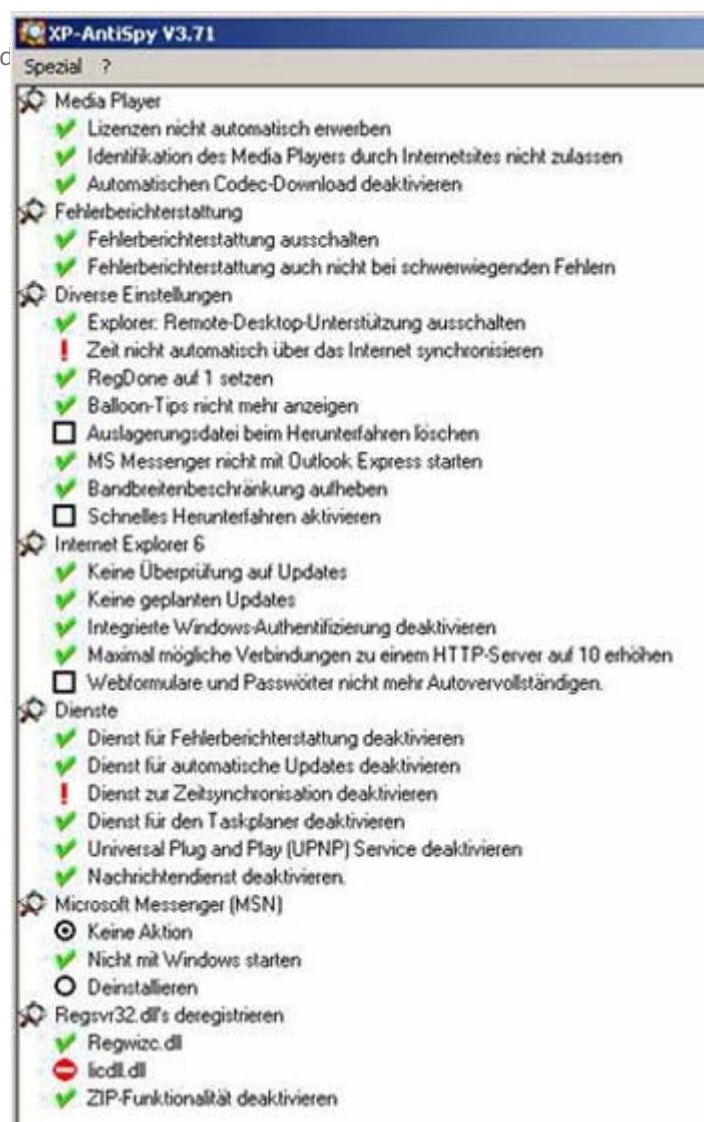 XP-AntiSpy V3.71
Spezial ?
Media Player
Lizenzen nicht automatisch erwerben
Identifikation des Media Players durch Internetsites nicht zulassen
Automatischen Codec-Download deaktivieren
Fehlerberichterstattung
Fehlerberichterstattung ausschalten
Fehlerberichterstattung auch nicht bei schwerwiegenden Fehlern
Diverse Einstellungen
Explorer: Remote-Desktop-Unterstützung ausschalten
Zeit nicht automatisch über das Internet synchronisieren
RegDone auf 1 setzen
Balloon-Tips nicht mehr anzeigen
Auslagerungsdatei beim Herunterfahren löschen
MS Messenger nicht mit Outlook Express starten
Bandbreitenbeschränkung aufheben
Schnelles Herunterfahren aktivieren
Internet Explorer 6
Keine Überprüfung auf Updates
Keine geplanten Updates
Integrierte Windows-Authentifizierung deaktivieren
Maximal mögliche Verbindungen zu einem HTTP-Server auf 10 erhöhen
Webformulare und Passwörter nicht mehr Autovervollständigen.
Dienste
Dienst für Fehlerberichterstattung deaktivieren
Dienst für automatische Updates deaktivieren
Dienst zur Zeitsynchronisation deaktivieren
Dienst für den Taskplaner deaktivieren
Universal Plug and Play (UPNP) Service deaktivieren
Nachrichtendienst deaktivieren.
Microsoft Messenger (MSN)
Keine Aktion
Nicht mit Windows starten
Deinstallieren
Regsvr32.dll's deregistrieren
Regwizc.dll
licdll.dll
ZIP-Funktionalität deaktivieren